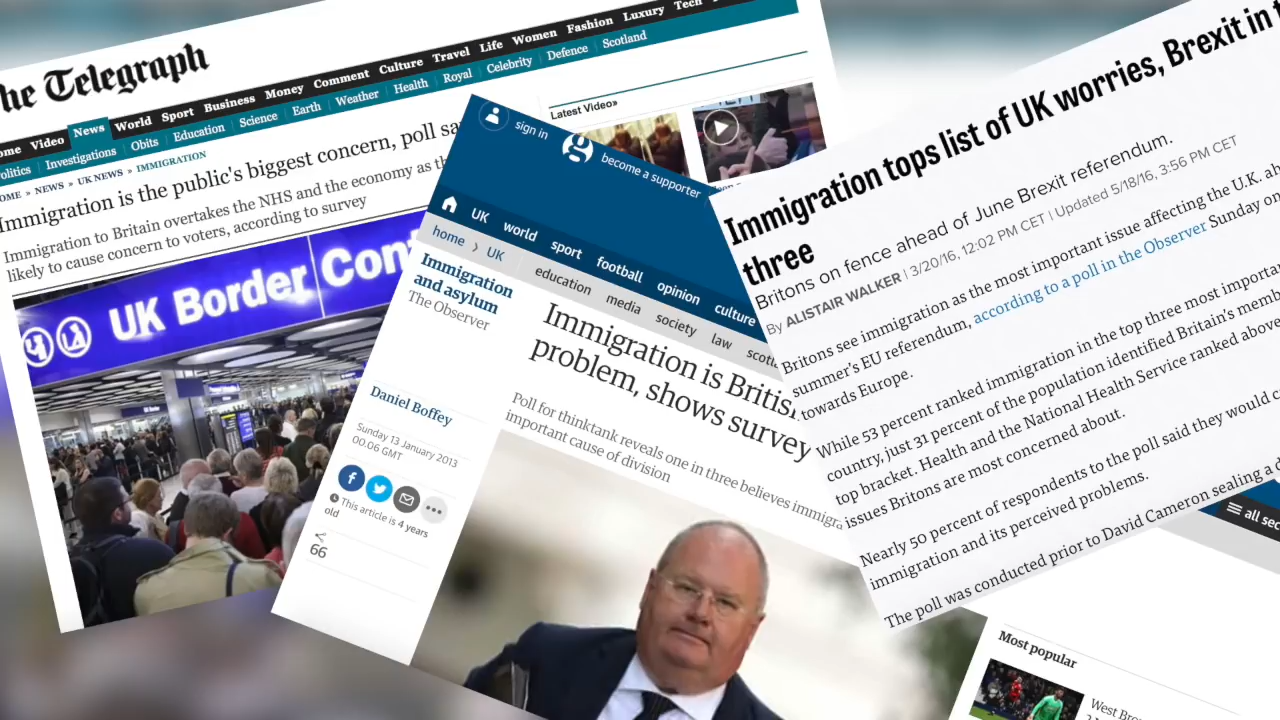 The Telegraph
Home Video News World Sport Business Money Comment Culture Travel Life Women Fashion Luxury Tech
Politics | Investigations | Obits | Education | Science | Earth | Weather | Health | Royal | Celebrity | Defence | Scotland
HOME » NEWS » UK NEWS » IMMIGRATION
Immigration is the public's biggest concern, poll
Immigration to Britain overtakes the NHS and the economy as
likely to cause concern to voters, according to survey
Latest Video»
UK Border
sign in
become a supporter
UK world sport football opinion culture
home › UK
education media society law
Immigration
and asylum
The Observer
Immigration is
problem, shows survey
Poll for thinktank reveals one in three believes
important cause of division
Daniel Boffey
Sunday 13 January 2013
00.06 GMT
This article is 4 years
old
66
Immigration tops list of UK worries, Brexit in
three
Britons on fence ahead of June Brexit referendum.
By ALISTAIR WALKER | 3/20/16, 12:02 PM CET | Updated 5/18/16, 3:56 PM CET
Britons see immigration as the most important issue affecting the U.K.
summer's EU referendum, according to a poll in the Observer Sunday on
towards Europe.
While 53 percent ranked immigration in the top three most important
country, just 31 percent of the population identified Britain's
top bracket. Health and the National Health Service ranked above
issues Britons are most concerned about.
Nearly 50 percent of respondents to the poll said they would
immigration and its perceived problems.
The poll was conducted prior to David Cameron sealing a
all
Most popular
West